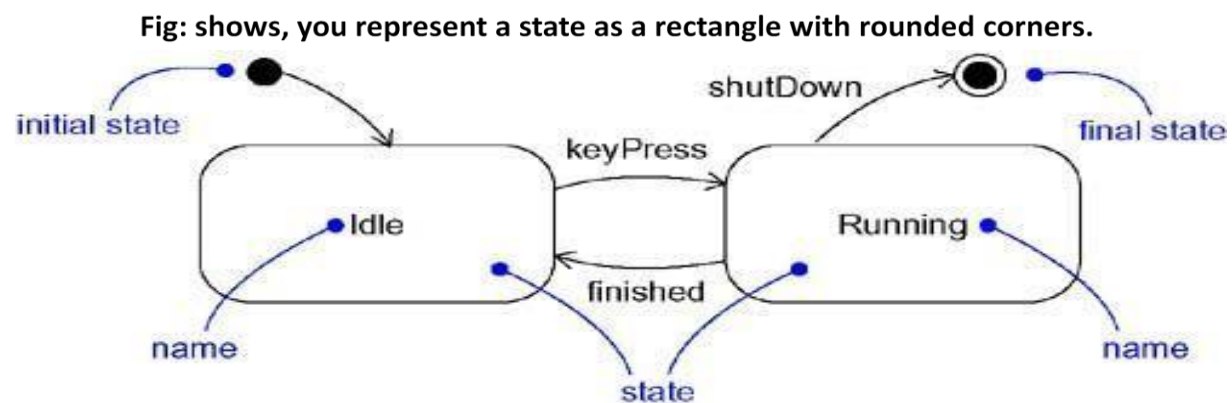 Fig: shows, you represent a state as a rectangle with rounded corners.
shutDown
initial state
final state
keyPress
Idle
Running
finished
name
name
state